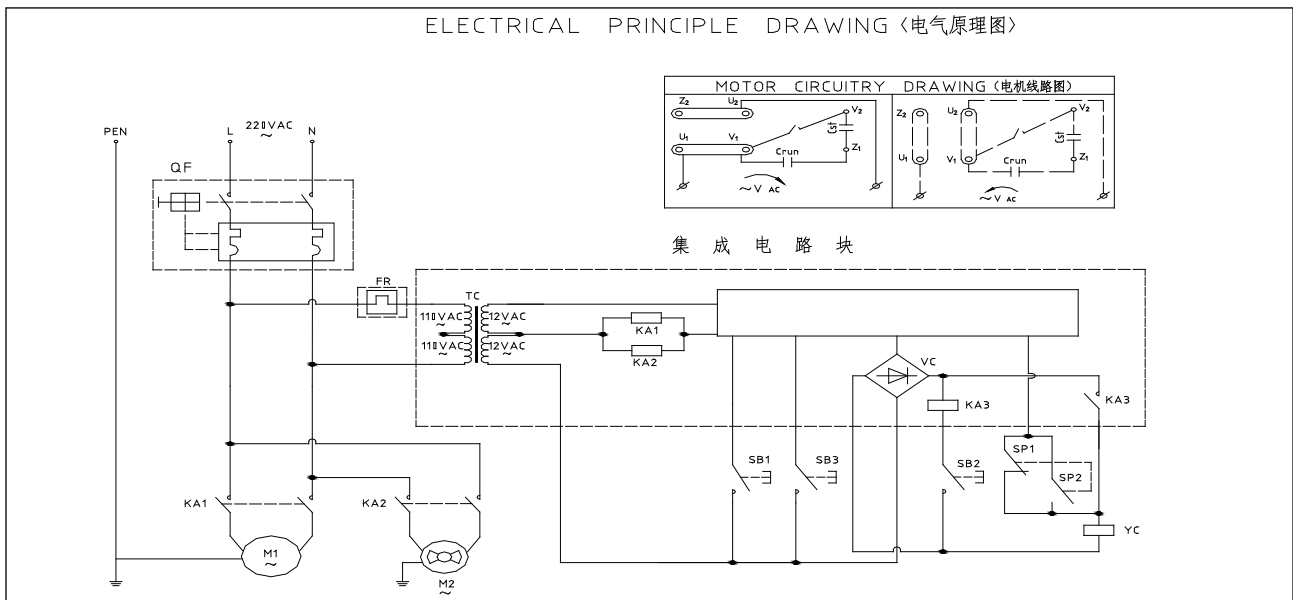 ELECTRICAL PRINCIPLE DRAWING〈电气原理图〉
MOTOR CIRCUITRY DRAWING(电机线路图)
Z2 U2 V2
Cst
U1 V1 Z1
Crun
~V AC
Z2 U2 V2
Cst
U1 V1 Z1
Crun
~V AC
PEN L 220VAC N
~
QF
集成电路块
FR
TC
110VAC 12VAC
~ ~
110VAC 12VAC
~ ~
KA1
KA2
VC
KA3 KA3
SB1 SB3 SB2 SP1
SP2
KA1 KA2
YC
M1
~
M2
~